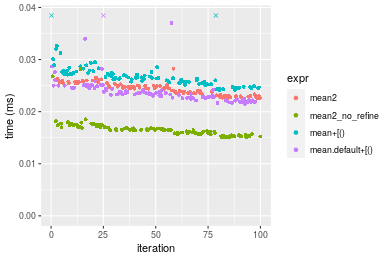 0.04
0.03
0.02
0.01
0.00
time (ms)
0
25
50
75
100
iteration
expr
mean2
mean2_no_refine
mean+[()
mean.default+[()